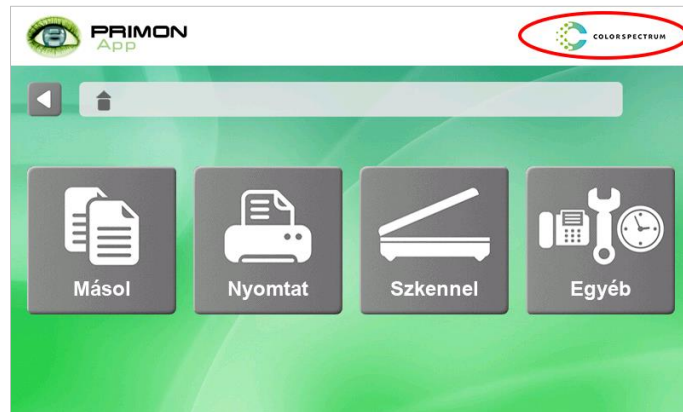 PRIMON
App
COLORSPECTRUM
Másol
Nyomtat
Szkennel
Egyéb